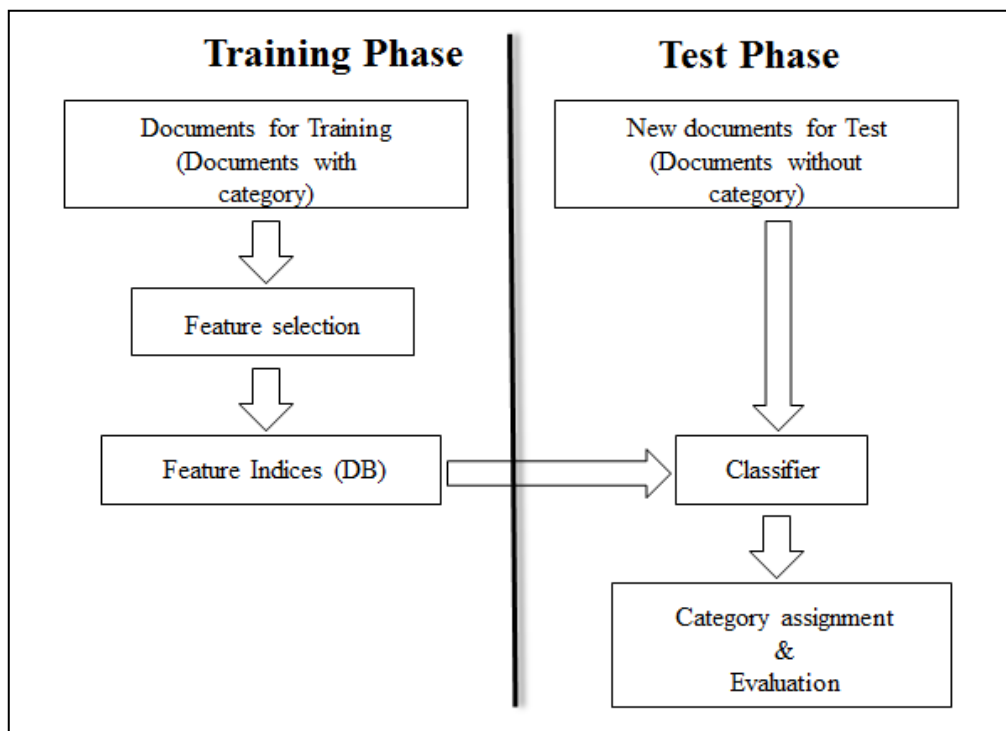 Training Phase
Documents for Training
(Documents with
category)
Feature selection
Feature Indices (DB)
Test Phase
New documents for Test
(Documents without
category)
Classifier
Category assignment
&
Evaluation